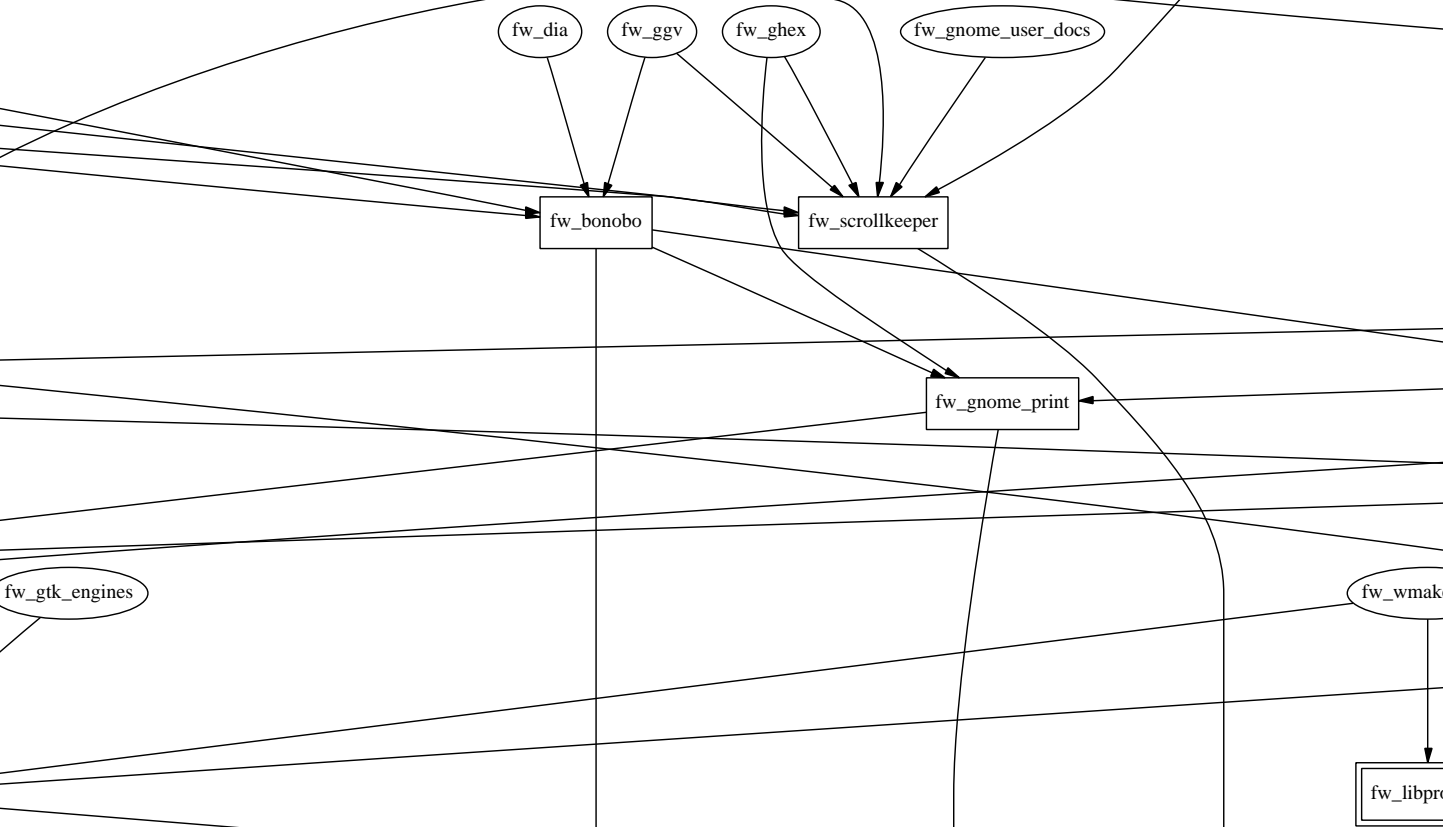 fw_dia
fw_ggv
fw_ghex
fw_gnome_user_docs
fw_bonobo
fw_scrollkeeper
fw_gnome_print
fw_gtk_engines